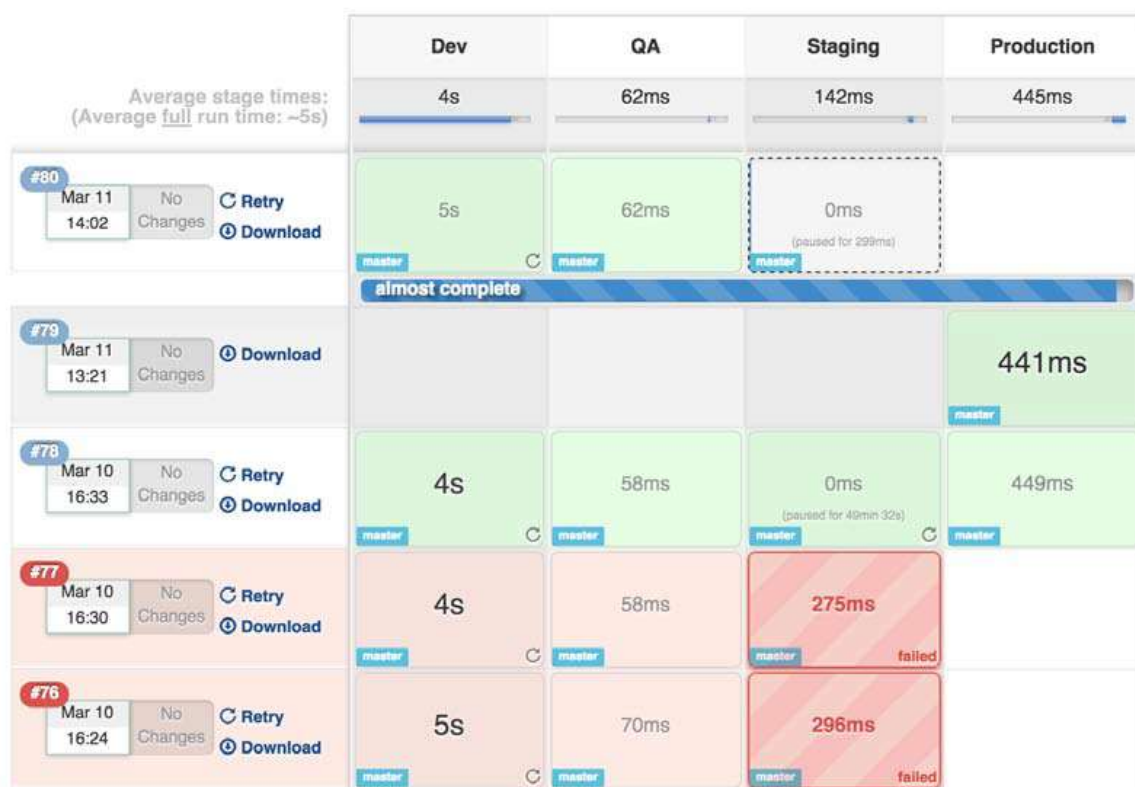 Dev QA Staging Production
Average stage times: 4s 62ms 142ms 445ms
(Average full run time: ~5s)
#80
Mar 11 No Retry
14:02 Changes Download
5s 62ms 0ms
(paused for 299ms)
master master master
almost complete
#79
Mar 11 No Download
13:21 Changes
441ms
master
#78
Mar 10 No Retry
16:33 Changes Download
4s 58ms 0ms 449ms
(paused for 49min 32s)
master master master master
#77
Mar 10 No Retry
16:30 Changes Download
4s 58ms 275ms
master master master failed
#76
Mar 10 No Retry
16:24 Changes Download
5s 70ms 296ms
master master master failed